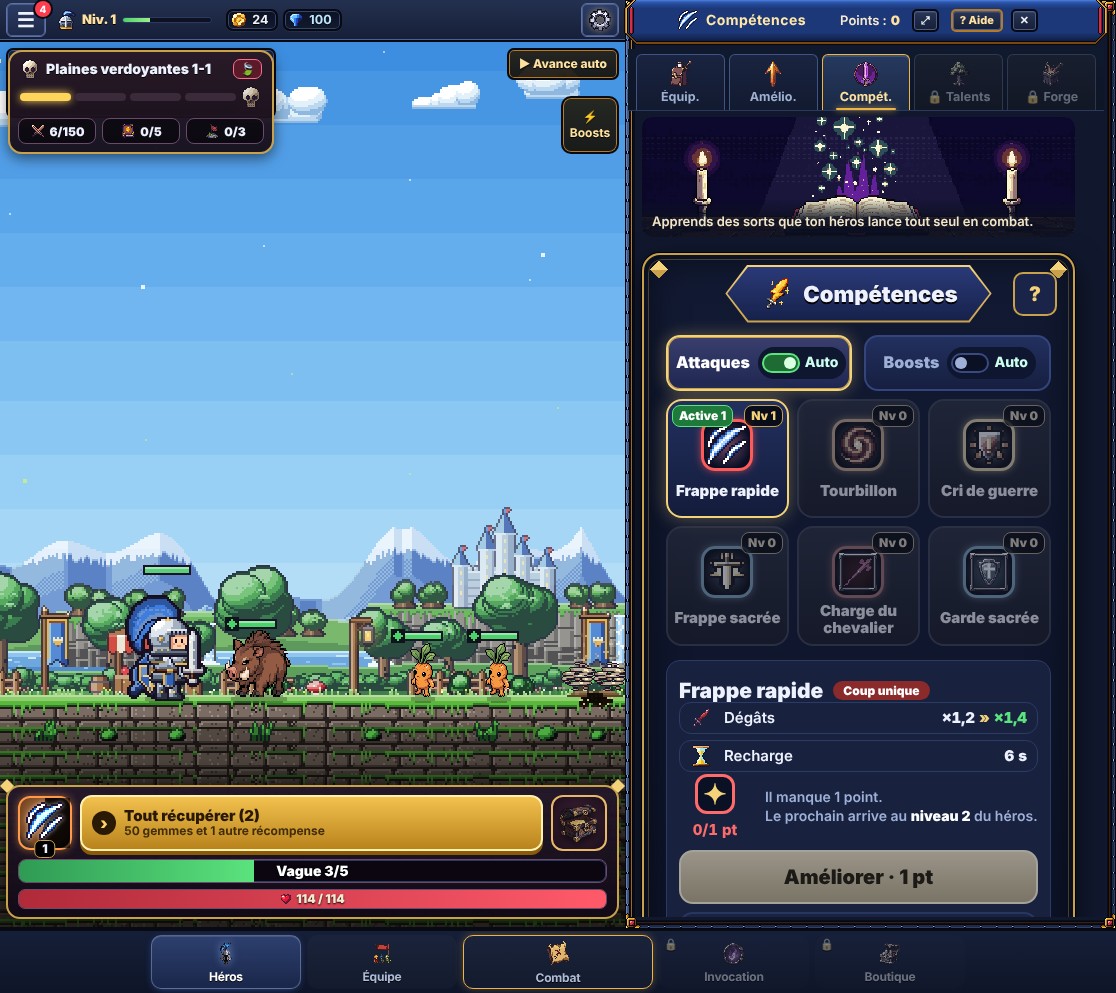 4
Niv. 1
24
100
Plaines verdoyantes 1-1
6/150
0/5
0/3
Avance auto
Boosts
1
Tout récupérer (2)
50 gemmes et 1 autre récompense
Vague 3/5
114 / 114
Compétences
Points : 0
? Aide
×
Équip.
Amélio.
Compét.
Talents
Forge
Apprends des sorts que ton héros lance tout seul en combat.
Compétences
?
Attaques
Auto
Boosts
Auto
Active 1
Nv 1
Frappe rapide
Nv 0
Tourbillon
Nv 0
Cri de guerre
Nv 0
Frappe sacrée
Nv 0
Charge du
chevalier
Nv 0
Garde sacrée
Frappe rapide
Coup unique
Dégâts
×1,2 » ×1,4
Recharge
6 s
0/1 pt
Il manque 1 point.
Le prochain arrive au niveau 2 du héros.
Améliorer · 1 pt
Héros
Équipe
Combat
Invocation
Boutique